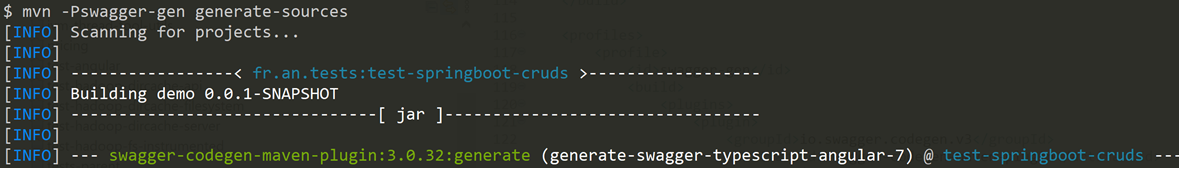 $ mvn -Pswagger-gen generate-sources
[INFO] Scanning for projects...
[INFO]
[INFO] -----------------< fr.an.tests:test-springboot-cruds >------------------
[INFO] Building demo 0.0.1-SNAPSHOT
[INFO] --------------------------------[ jar ]---------------------------------
[INFO]
[INFO] --- swagger-codegen-maven-plugin:3.0.32:generate (generate-swagger-typescript-angular-7) @ test-springboot-cruds ---